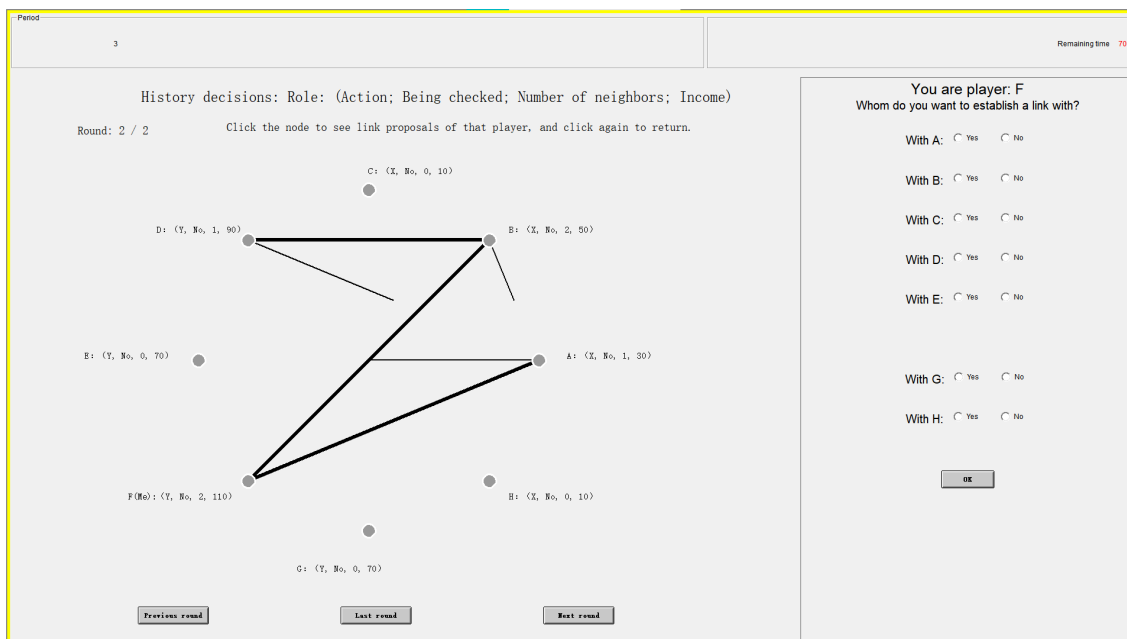 Period
3
Remaining time 70
History decisions: Role: (Action; Being checked; Number of neighbors; Income)
Round: 2 / 2
Click the node to see link proposals of that player, and click again to return.
C: (X, No, 0, 10)
D: (Y, No, 1, 90)
B: (X, No, 2, 50)
E: (Y, No, 0, 70)
A: (X, No, 1, 30)
F(Me): (Y, No, 2, 110)
H: (X, No, 0, 10)
G: (Y, No, 0, 70)
Previous round
Last round
Next round
You are player: F
Whom do you want to establish a link with?
With A: Yes No
With B: Yes No
With C: Yes No
With D: Yes No
With E: Yes No
With G: Yes No
With H: Yes No
OK